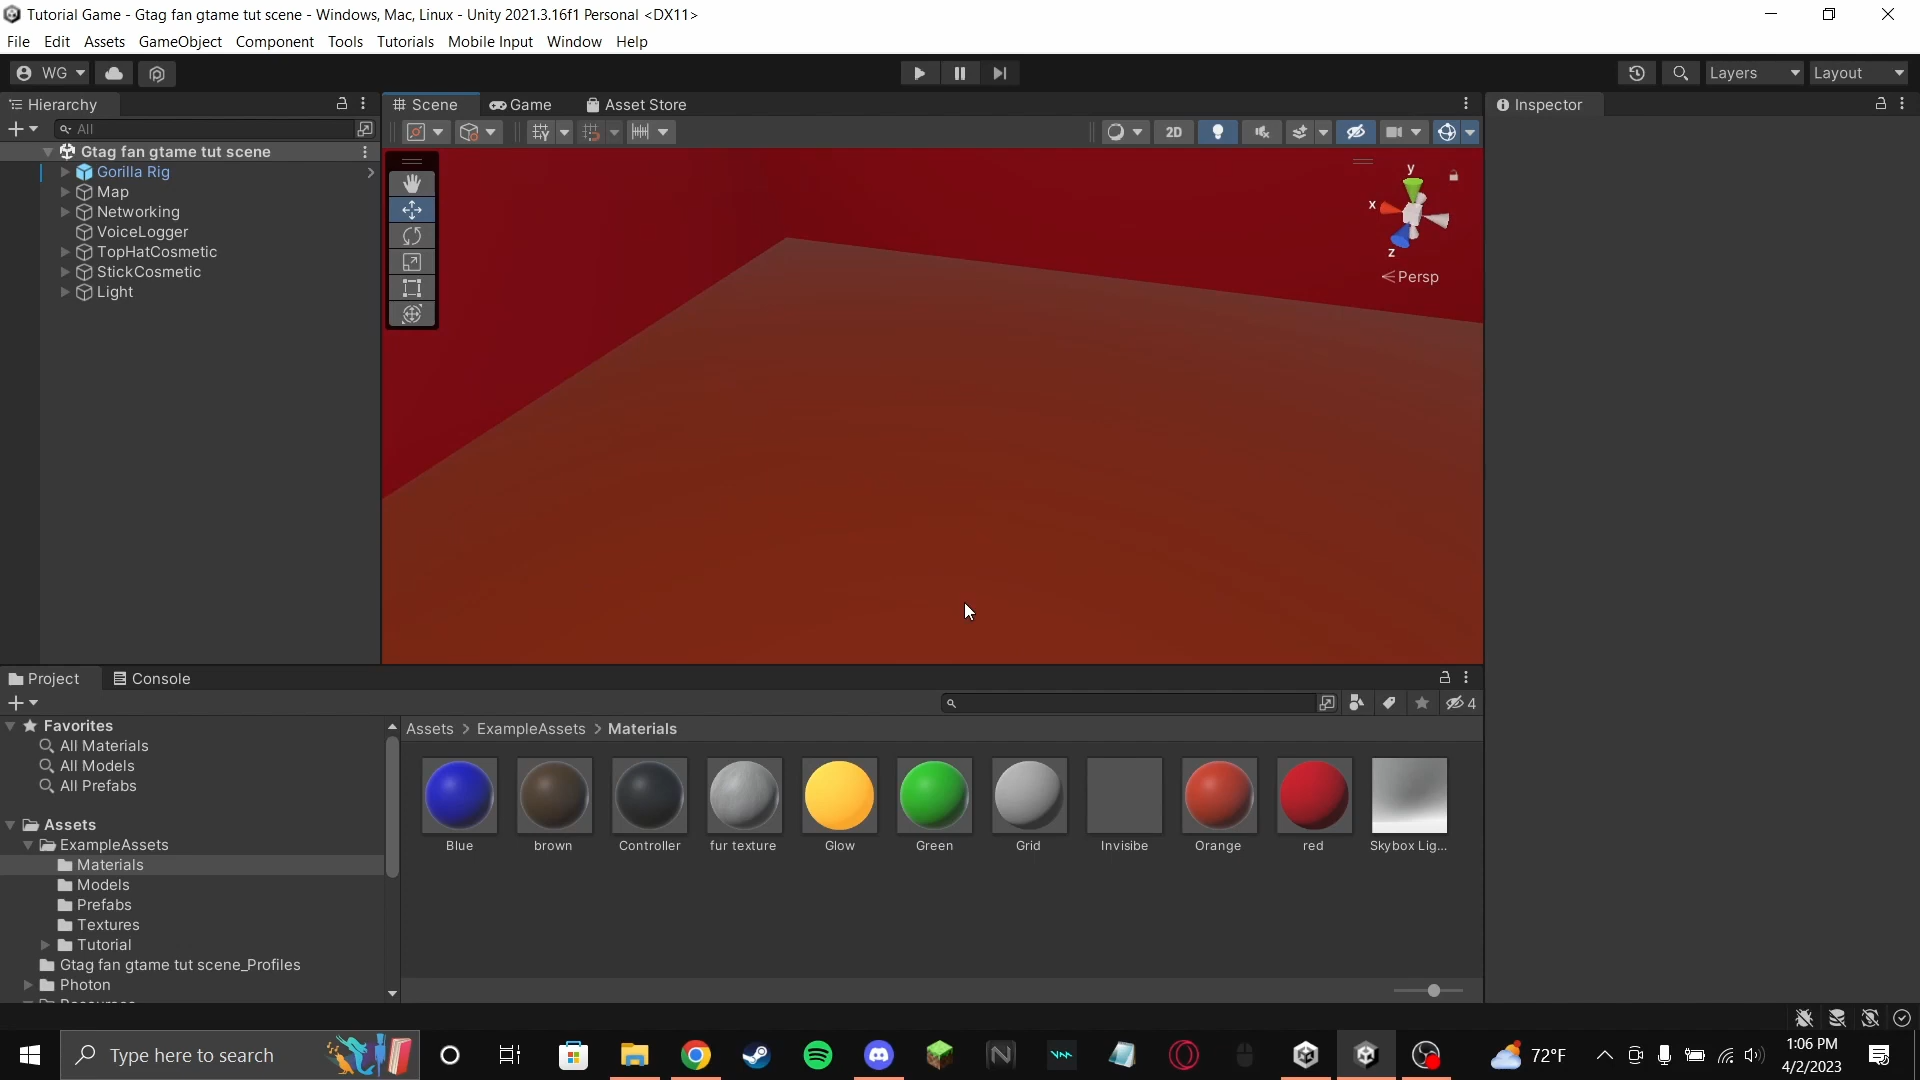 Tutorial Game - Gtag fan gtame tut scene - Windows, Mac, Linux - Unity 2021.3.16f1 Personal <DX11>
File Edit Assets GameObject Component Tools Tutorials Mobile Input Window Help
WG Layers Layout
Hierarchy Scene Game Asset Store Inspector
All 2D
Gtag fan gtame tut scene
Gorilla Rig
Map
Networking
VoiceLogger
TopHatCosmetic
StickCosmetic
Light
y
x
z
Persp
Project Console
4
Favorites
All Materials
All Models
All Prefabs
Assets
ExampleAssets
Materials
Models
Prefabs
Textures
Tutorial
Gtag fan gtame tut scene_Profiles
Photon
Assets > ExampleAssets > Materials
Blue brown Controller fur texture Glow Green Grid Invisibe Orange red Skybox Lig...
Type here to search
72°F
1:06 PM
4/2/2023